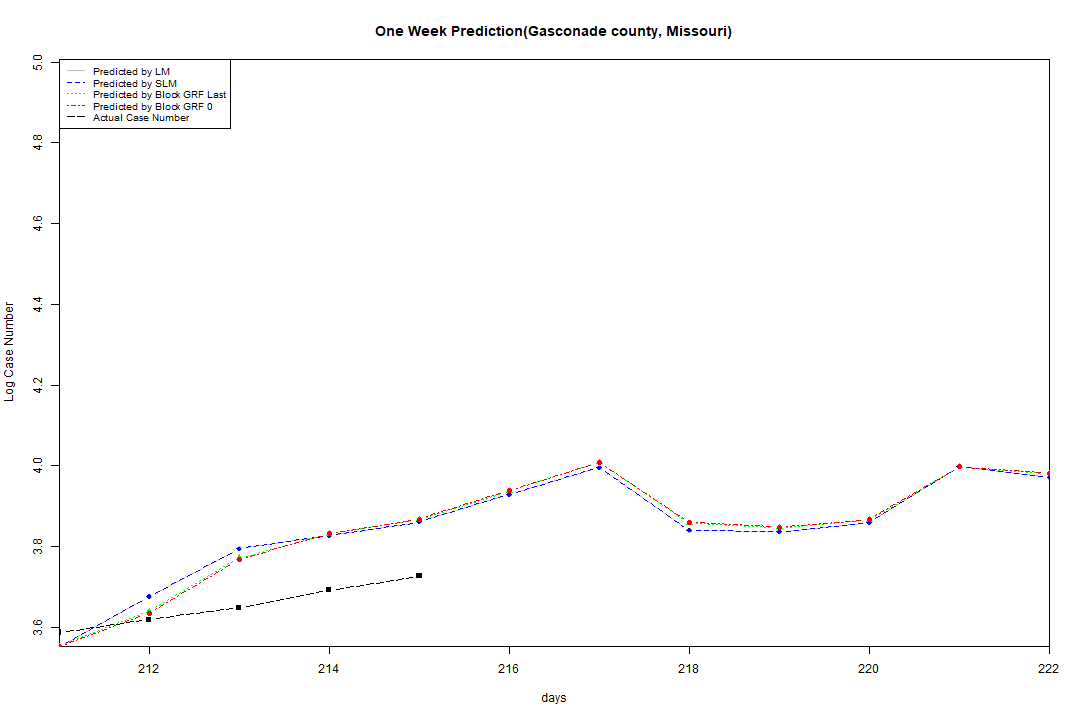 One Week Prediction(Gasconade county, Missouri)
Predicted by LM
Predicted by SLM
Predicted by Block GRF Last
Predicted by Block GRF 0
Actual Case Number
Log Case Number
5.0
4.8
4.6
4.4
4.2
4.0
3.8
3.6
212
214
216
218
220
222
days